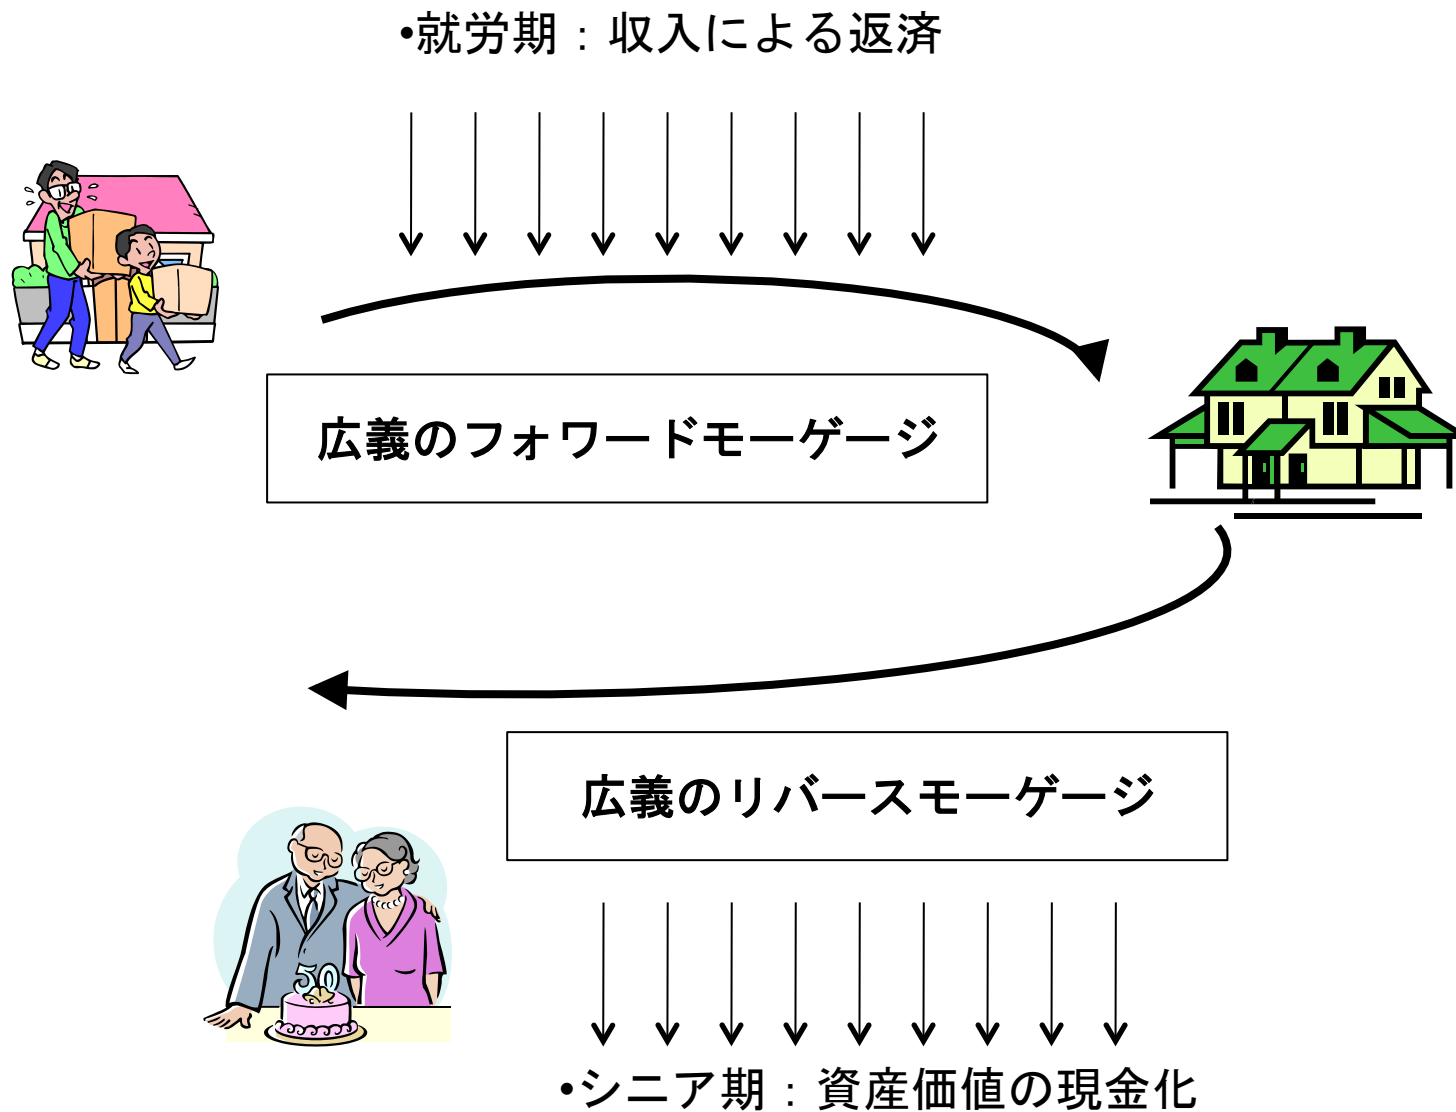 •就労期：収入による返済
広義のフォワードモーゲージ
広義のリバースモーゲージ
50
•シニア期：資産価値の現金化